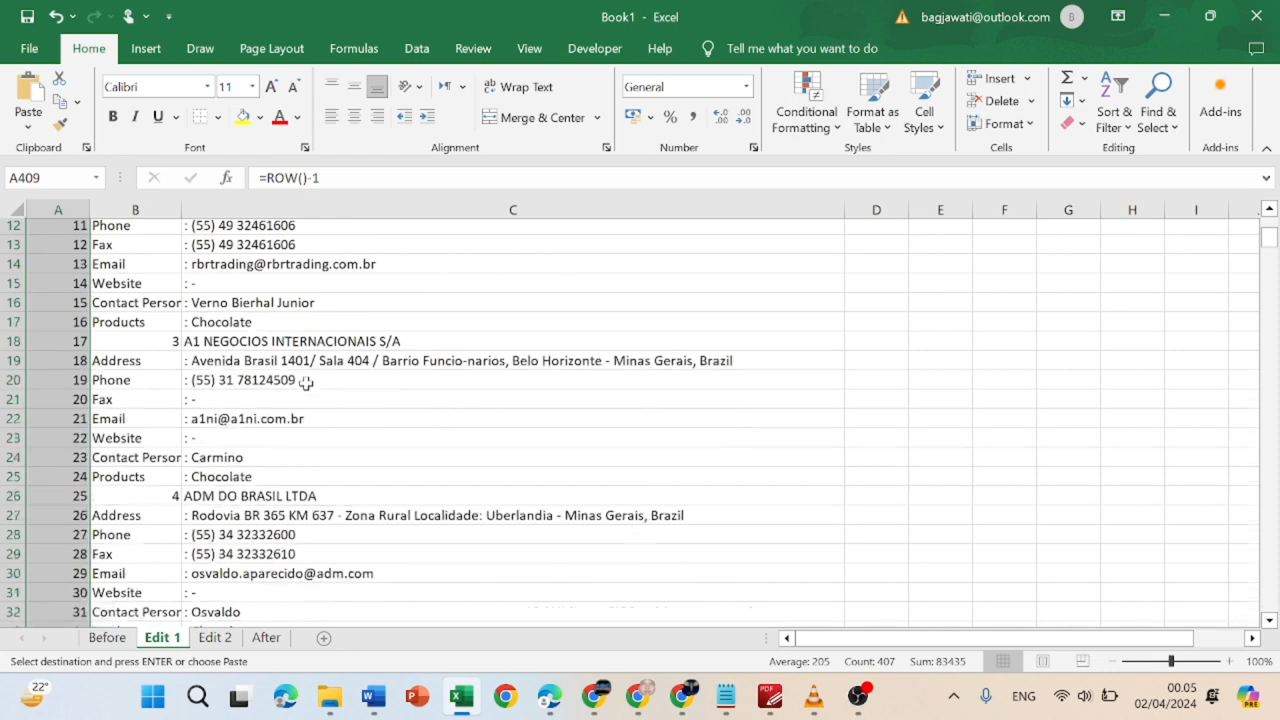 Book1 - Excel
bagjawati@outlook.com
B
File Home Insert Draw Page Layout Formulas Data Review View Developer Help Tell me what you want to do
Paste
Clipboard
Calibri 11
B I U
Font
Wrap Text
Merge & Center
Alignment
General
Number
Conditional Formatting
Format as Table
Cell Styles
Styles
Insert
Delete
Format
Cells
Sort & Filter
Find & Select
Editing
Add-ins
Add-ins
A409 fx =ROW()-1
A B C D E F G H I
12 11 Phone : (55) 49 32461606
13 12 Fax : (55) 49 32461606
14 13 Email : rbrtrading@rbrtrading.com.br
15 14 Website : -
16 15 Contact Person : Verno Bierhal Junior
17 16 Products : Chocolate
18 17 3 A1 NEGOCIOS INTERNACIONAIS S/A
19 18 Address : Avenida Brasil 1401/ Sala 404 / Barrio Funcio-narios, Belo Horizonte - Minas Gerais, Brazil
20 19 Phone : (55) 31 78124509
21 20 Fax : -
22 21 Email : a1ni@a1ni.com.br
23 22 Website : -
24 23 Contact Person : Carmino
25 24 Products : Chocolate
26 25 4 ADM DO BRASIL LTDA
27 26 Address : Rodovia BR 365 KM 637 - Zona Rural Localidade: Uberlandia - Minas Gerais, Brazil
28 27 Phone : (55) 34 32332600
29 28 Fax : (55) 34 32332610
30 29 Email : osvaldo.aparecido@adm.com
31 30 Website : -
32 31 Contact Person : Osvaldo
Before Edit 1 Edit 2 After
Select destination and press ENTER or choose Paste
Average: 205 Count: 407 Sum: 83435
100%
22°
ENG
00.05
02/04/2024
PRE